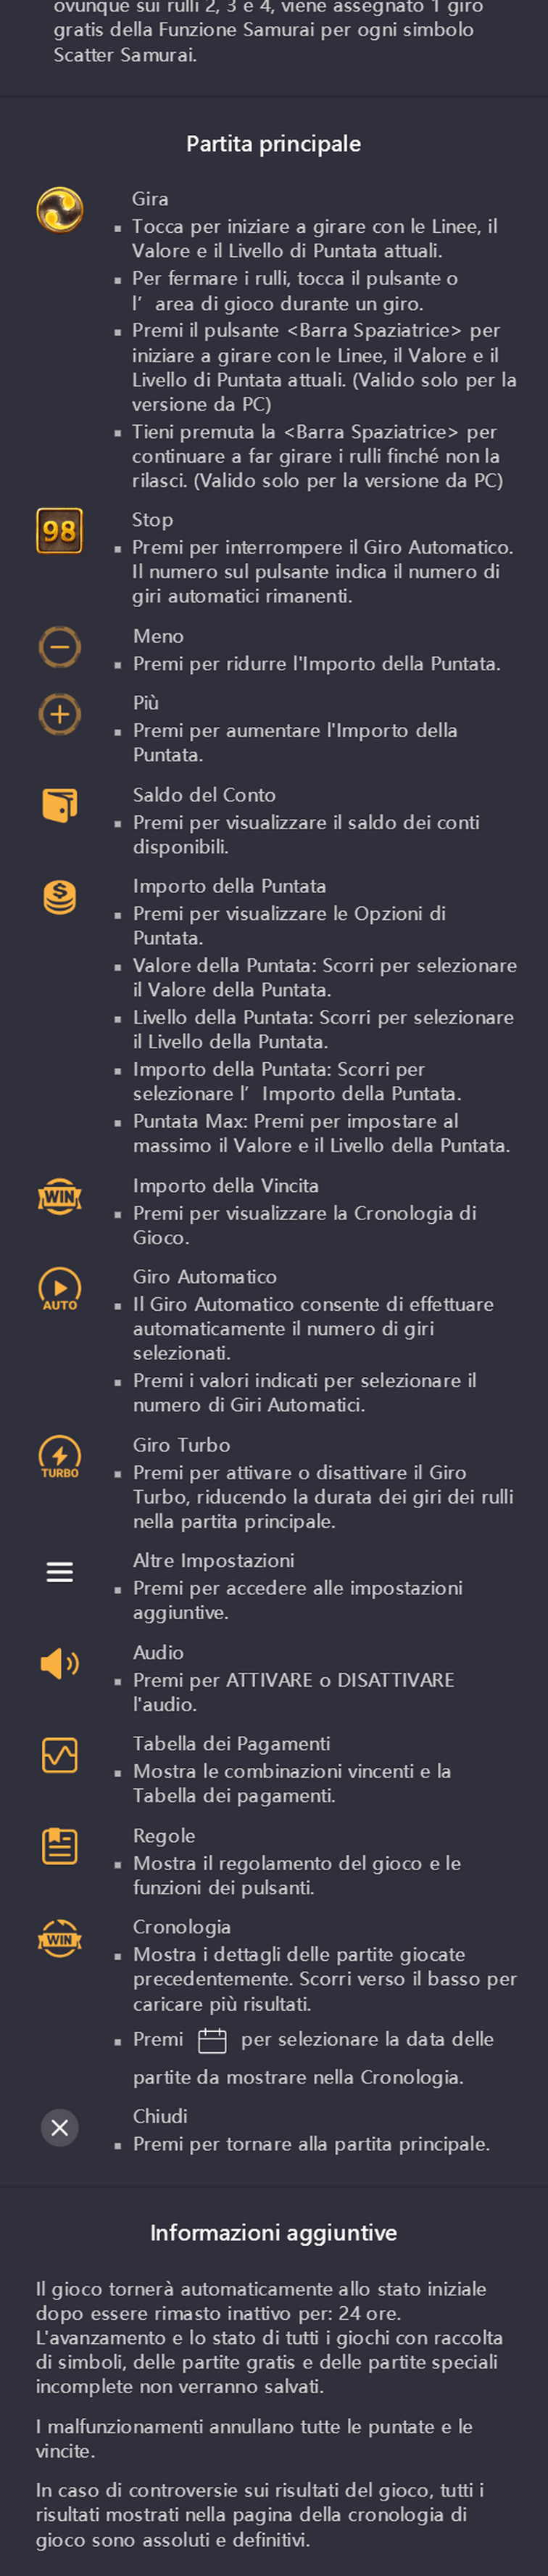 ovunque sui rulli 2, 3 e 4, viene assegnato 1 giro
gratis della Funzione Samurai per ogni simbolo
Scatter Samurai.
Partita principale
Gira
▪ Tocca per iniziare a girare con le Linee, il
Valore e il Livello di Puntata attuali.
▪ Per fermare i rulli, tocca il pulsante o
l’ area di gioco durante un giro.
▪ Premi il pulsante <Barra Spaziatrice> per
iniziare a girare con le Linee, il Valore e il
Livello di Puntata attuali. (Valido solo per la
versione da PC)
▪ Tieni premuta la <Barra Spaziatrice> per
continuare a far girare i rulli finché non la
rilasci. (Valido solo per la versione da PC)
98
Stop
▪ Premi per interrompere il Giro Automatico.
Il numero sul pulsante indica il numero di
giri automatici rimanenti.
Meno
▪ Premi per ridurre l'Importo della Puntata.
Più
▪ Premi per aumentare l'Importo della
Puntata.
Saldo del Conto
▪ Premi per visualizzare il saldo dei conti
disponibili.
$
Importo della Puntata
▪ Premi per visualizzare le Opzioni di
Puntata.
▪ Valore della Puntata: Scorri per selezionare
il Valore della Puntata.
▪ Livello della Puntata: Scorri per selezionare
il Livello della Puntata.
▪ Importo della Puntata: Scorri per
selezionare l’ Importo della Puntata.
▪ Puntata Max: Premi per impostare al
massimo il Valore e il Livello della Puntata.
WIN
Importo della Vincita
▪ Premi per visualizzare la Cronologia di
Gioco.
AUTO
Giro Automatico
▪ Il Giro Automatico consente di effettuare
automaticamente il numero di giri
selezionati.
▪ Premi i valori indicati per selezionare il
numero di Giri Automatici.
TURBO
Giro Turbo
▪ Premi per attivare o disattivare il Giro
Turbo, riducendo la durata dei giri dei rulli
nella partita principale.
Altre Impostazioni
▪ Premi per accedere alle impostazioni
aggiuntive.
Audio
▪ Premi per ATTIVARE o DISATTIVARE
l'audio.
Tabella dei Pagamenti
▪ Mostra le combinazioni vincenti e la
Tabella dei pagamenti.
Regole
▪ Mostra il regolamento del gioco e le
funzioni dei pulsanti.
WIN
Cronologia
▪ Mostra i dettagli delle partite giocate
precedentemente. Scorri verso il basso per
caricare più risultati.
▪ Premi per selezionare la data delle
partite da mostrare nella Cronologia.
Chiudi
▪ Premi per tornare alla partita principale.
Informazioni aggiuntive
Il gioco tornerà automaticamente allo stato iniziale
dopo essere rimasto inattivo per: 24 ore.
L'avanzamento e lo stato di tutti i giochi con raccolta
di simboli, delle partite gratis e delle partite speciali
incomplete non verranno salvati.
I malfunzionamenti annullano tutte le puntate e le
vincite.
In caso di controversie sui risultati del gioco, tutti i
risultati mostrati nella pagina della cronologia di
gioco sono assoluti e definitivi.